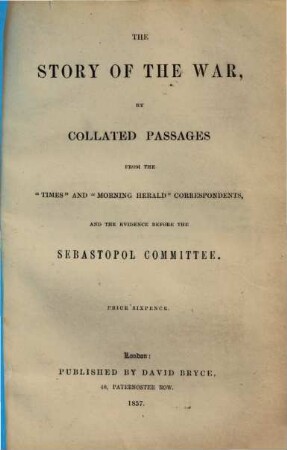 THE
STORY OF THE WAR,
BY
COLLATED PASSAGES
FROM THE
"TIMES" AND "MORNING HERALD" CORRESPONDENTS,
AND THE EVIDENCE BEFORE THE
SEBASTOPOL COMMITTEE.
PRICE SIXPENCE.
London:
PUBLISHED BY DAVID BRYCE,
48, PATERNOSTER ROW.
1857.